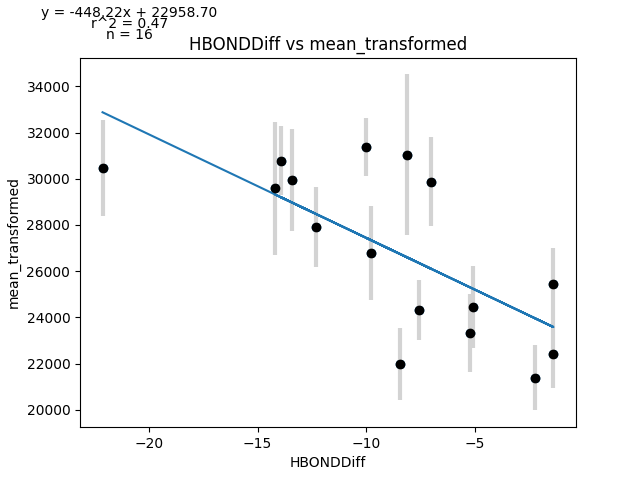 y = -448.22x + 22958.70
r^2 = 0.47
n = 16
HBONDDiff vs mean_transformed
mean_transformed
34000
32000
30000
28000
26000
24000
22000
20000
−20
−15
−10
−5
HBONDDiff